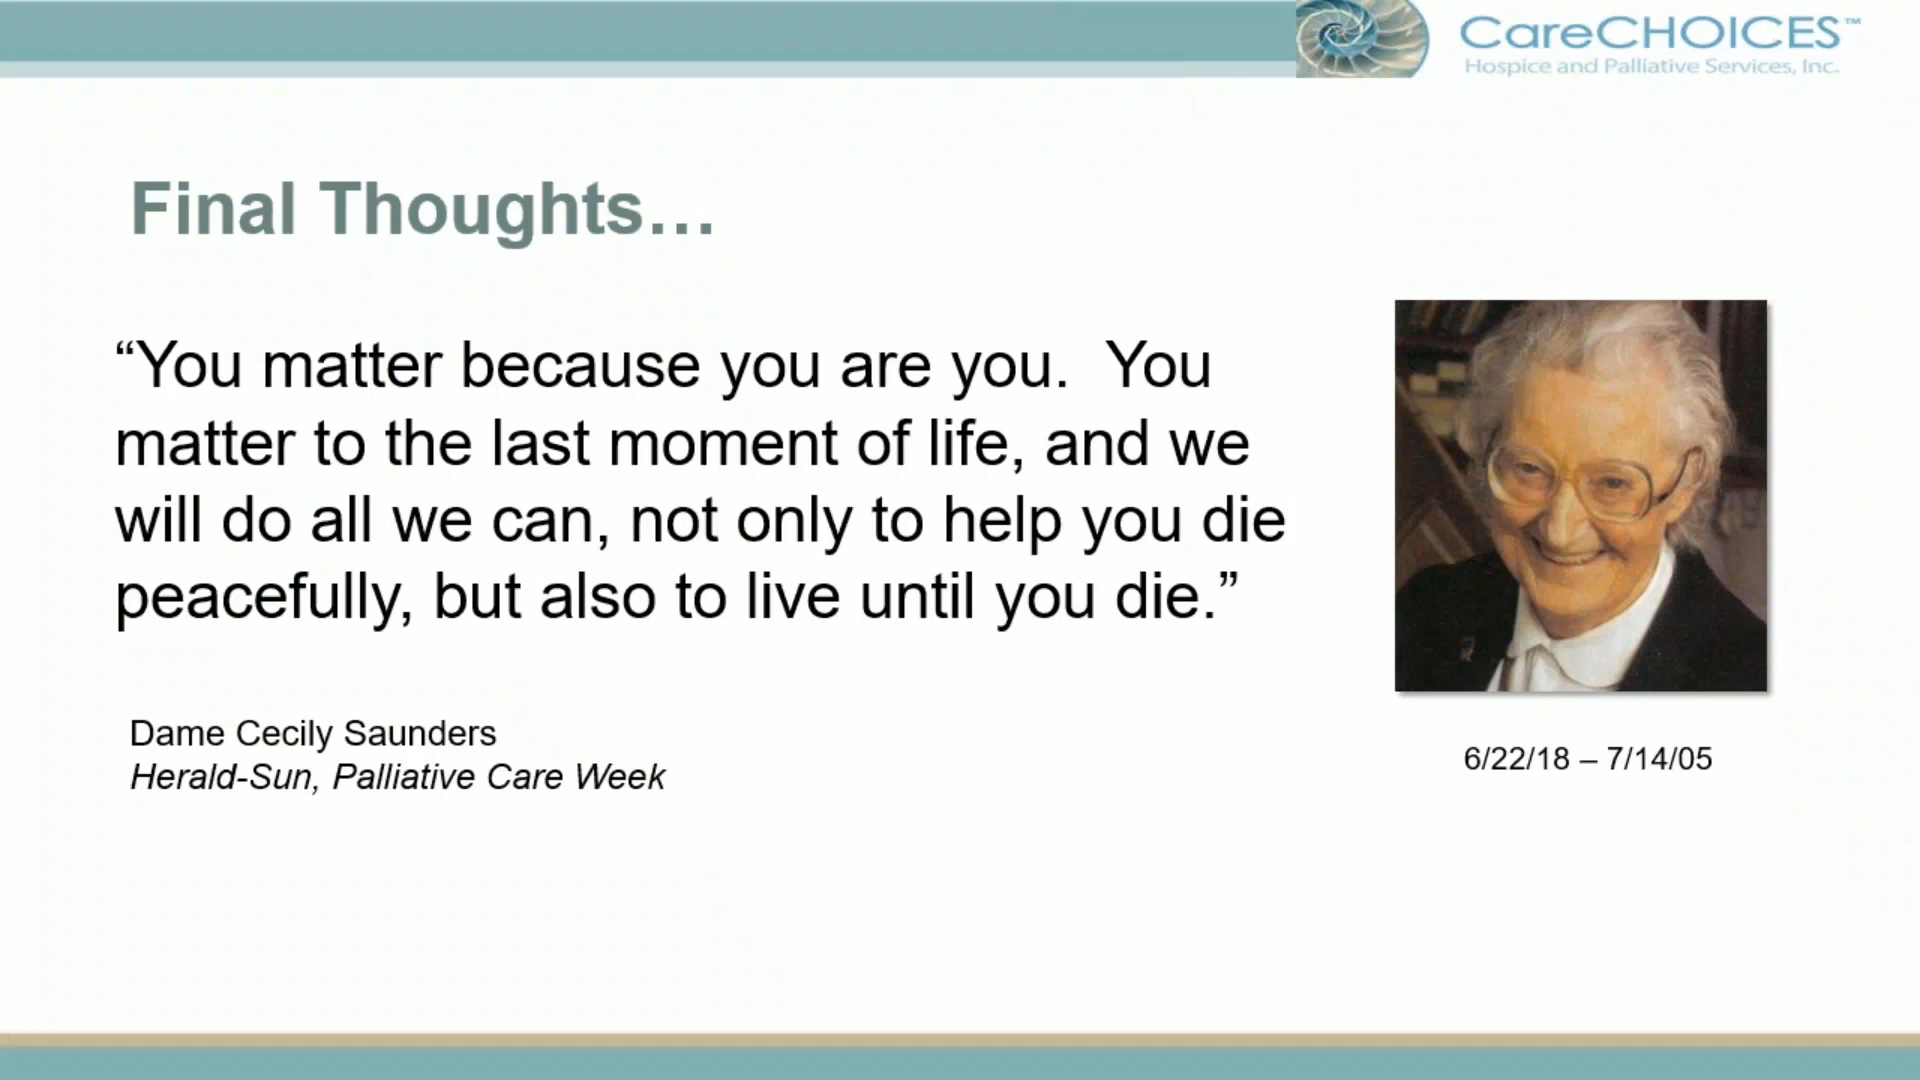 CareCHOICES™
Hospice and Palliative Services, Inc.
Final Thoughts…
“You matter because you are you.  You
matter to the last moment of life, and we
will do all we can, not only to help you die
peacefully, but also to live until you die.”
Dame Cecily Saunders
Herald-Sun, Palliative Care Week
6/22/18 – 7/14/05